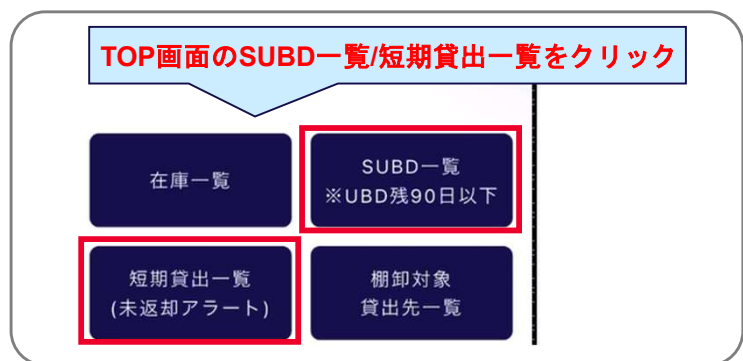 TOP画面のSUBD一覧/短期貸出一覧をクリック
在庫一覧
SUBD一覧
※UBD残90日以下
短期貸出一覧
(未返却アラート)
棚卸対象
貸出先一覧